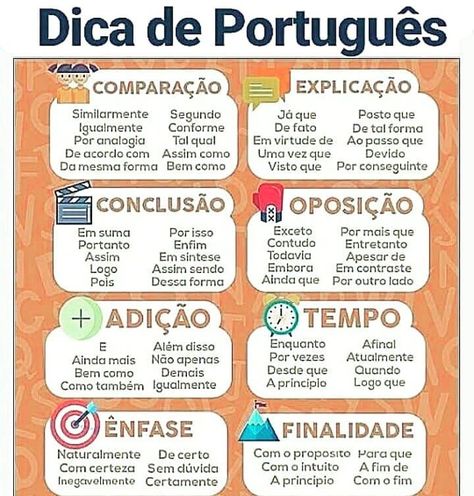 Dica de Português
COMPARAÇÃO
Similarmente Segundo
Igualmente Conforme
Por analogia Tal qual
De acordo com Assim como
Da mesma forma Bem como
EXPLICAÇÃO
Já que Posto que
De fato De tal forma
Em virtude de Ao passo que
Uma vez que Devido
Visto que Por conseguinte
CONCLUSÃO
Em suma Por isso
Portanto Enfim
Assim Em sintese
Logo Assim sendo
Pois Dessa forma
OPOSIÇÃO
Exceto Por mais que
Contudo Entretanto
Todavia Apesar de
Embora Em contraste
Ainda que Por outro lado
ADIÇÃO
E Além disso
Ainda mais Não apenas
Bem como Demais
Como também Igualmente
TEMPO
Enquanto Afinal
Por vezes Atualmente
Desde que Quando
A principio Logo que
ÊNFASE
Naturalmente De certo
Com certeza Sem dúvida
Inegavelmente Certamente
FINALIDADE
Com o proposito Para que
Com o intuito A fim de
A principio Com o fim